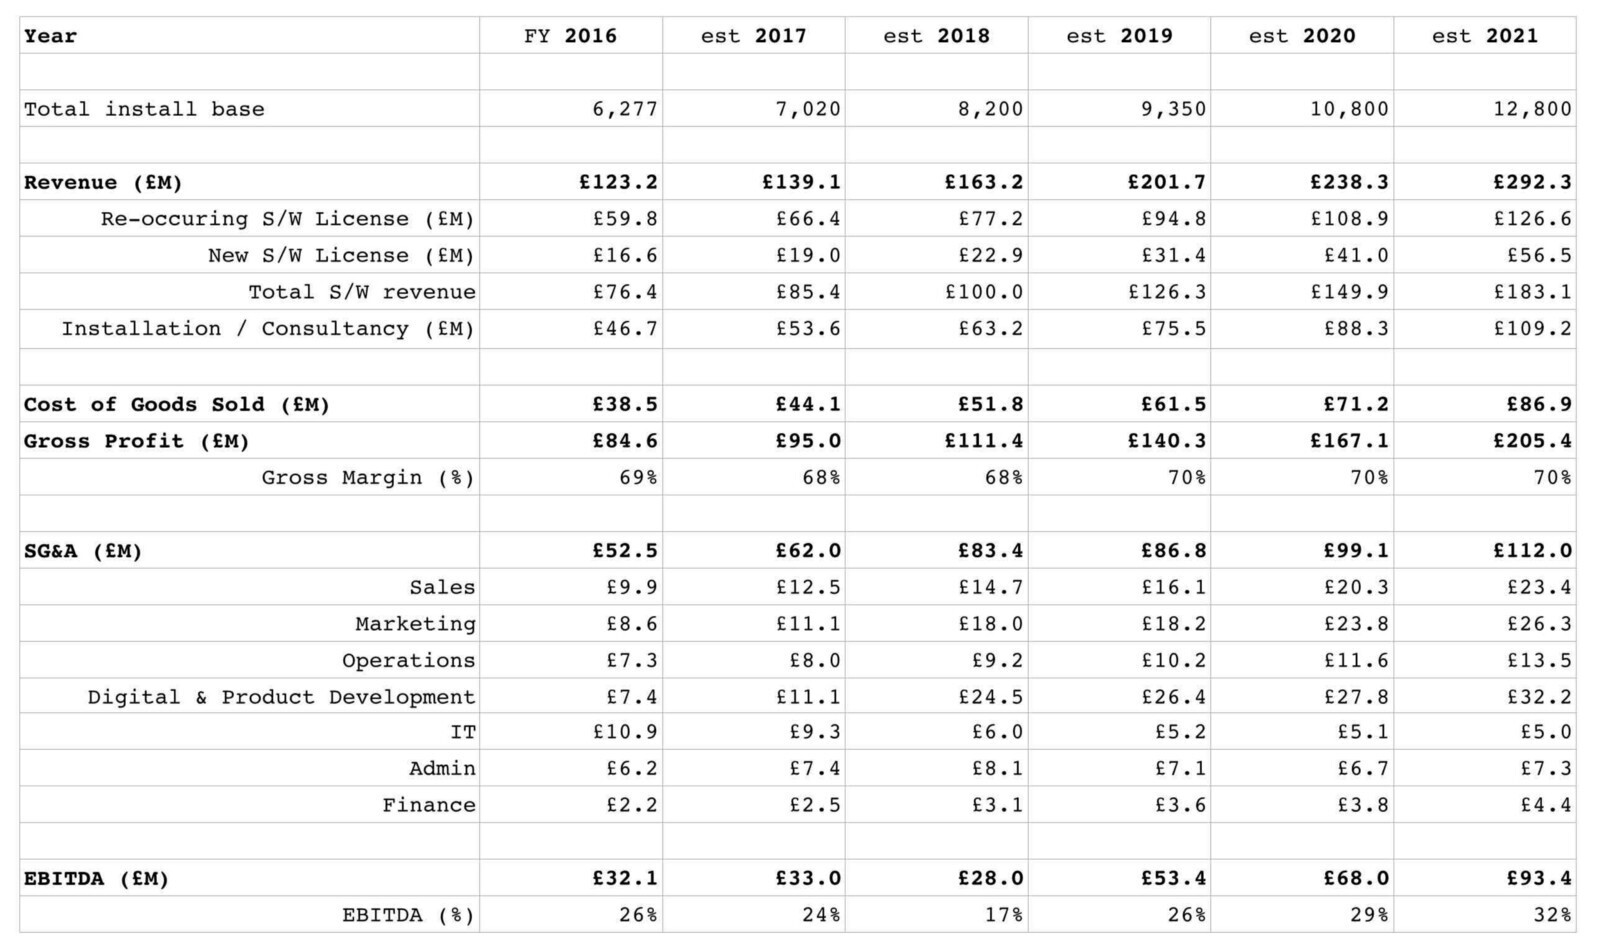 Year FY 2016 est 2017 est 2018 est 2019 est 2020 est 2021
Total install base 6,277 7,020 8,200 9,350 10,800 12,800
Revenue (£M) £123.2 £139.1 £163.2 £201.7 £238.3 £292.3
Re-occuring S/W License (£M) £59.8 £66.4 £77.2 £94.8 £108.9 £126.6
New S/W License (£M) £16.6 £19.0 £22.9 £31.4 £41.0 £56.5
Total S/W revenue £76.4 £85.4 £100.0 £126.3 £149.9 £183.1
Installation / Consultancy (£M) £46.7 £53.6 £63.2 £75.5 £88.3 £109.2
Cost of Goods Sold (£M) £38.5 £44.1 £51.8 £61.5 £71.2 £86.9
Gross Profit (£M) £84.6 £95.0 £111.4 £140.3 £167.1 £205.4
Gross Margin (%) 69% 68% 68% 70% 70% 70%
SG&A (£M) £52.5 £62.0 £83.4 £86.8 £99.1 £112.0
Sales £9.9 £12.5 £14.7 £16.1 £20.3 £23.4
Marketing £8.6 £11.1 £18.0 £18.2 £23.8 £26.3
Operations £7.3 £8.0 £9.2 £10.2 £11.6 £13.5
Digital & Product Development £7.4 £11.1 £24.5 £26.4 £27.8 £32.2
IT £10.9 £9.3 £6.0 £5.2 £5.1 £5.0
Admin £6.2 £7.4 £8.1 £7.1 £6.7 £7.3
Finance £2.2 £2.5 £3.1 £3.6 £3.8 £4.4
EBITDA (£M) £32.1 £33.0 £28.0 £53.4 £68.0 £93.4
EBITDA (%) 26% 24% 17% 26% 29% 32%